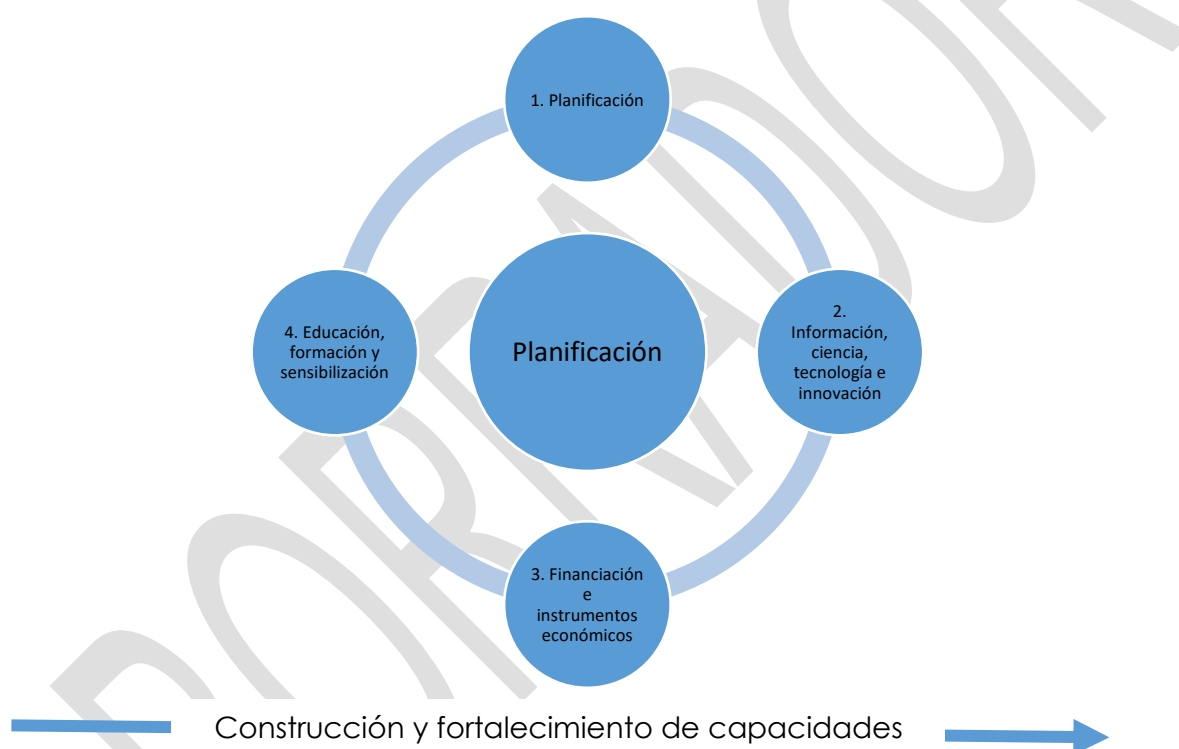 1. Planificación
4. Educación,
formación y
sensibilización
Planificación
2.
Información,
ciencia,
tecnología e
innovación
3. Financiación
e
instrumentos
económicos
Construcción y fortalecimiento de capacidades
BORRADOR